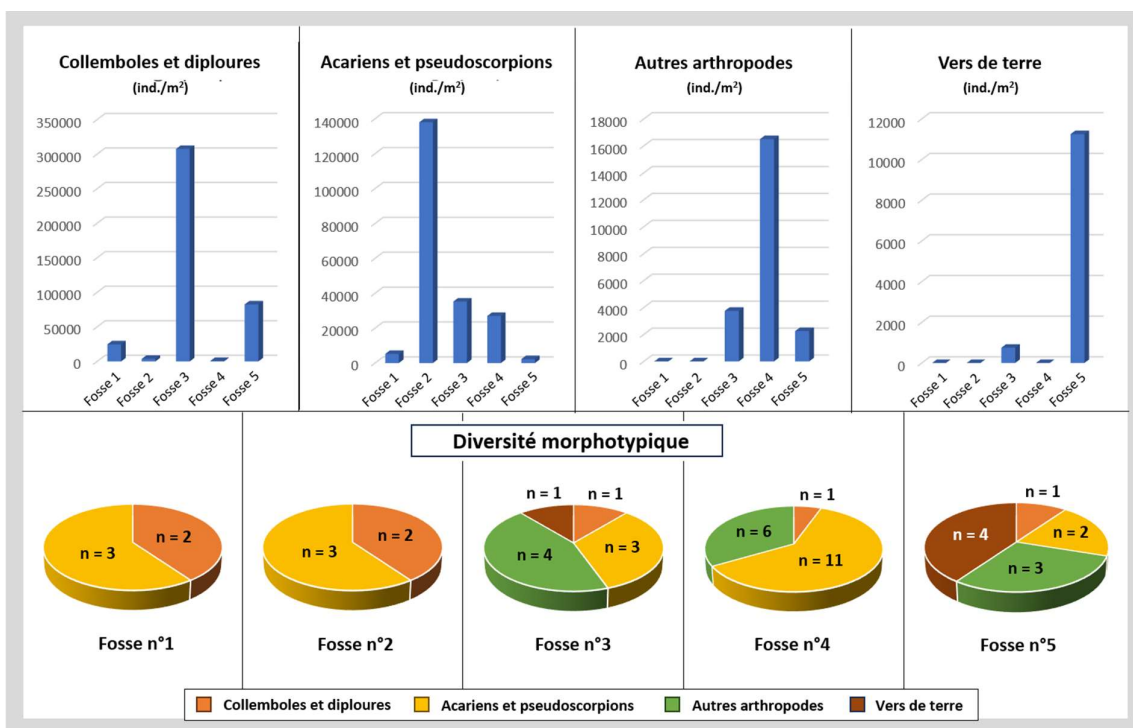 Collemboles et diploures
(ind./m²)
350000
300000
250000
200000
150000
100000
50000
0
Fosse 1
Fosse 2
Fosse 3
Fosse 4
Fosse 5
Acariens et pseudoscorpions
(ind./m²)
140000
120000
100000
80000
60000
40000
20000
0
Fosse 1
Fosse 2
Fosse 3
Fosse 4
Fosse 5
Autres arthropodes
(ind./m²)
18000
16000
14000
12000
10000
8000
6000
4000
2000
0
Fosse 1
Fosse 2
Fosse 3
Fosse 4
Fosse 5
Vers de terre
(ind./m²)
12000
10000
8000
6000
4000
2000
0
Fosse 1
Fosse 2
Fosse 3
Fosse 4
Fosse 5
Diversité morphotypique
n = 3
n = 2
Fosse n°1
n = 3
n = 2
Fosse n°2
n = 1
n = 1
n = 4
n = 3
Fosse n°3
n = 1
n = 6
n = 11
Fosse n°4
n = 1
n = 4
n = 2
n = 3
Fosse n°5
Collemboles et diploures
Acariens et pseudoscorpions
Autres arthropodes
Vers de terre